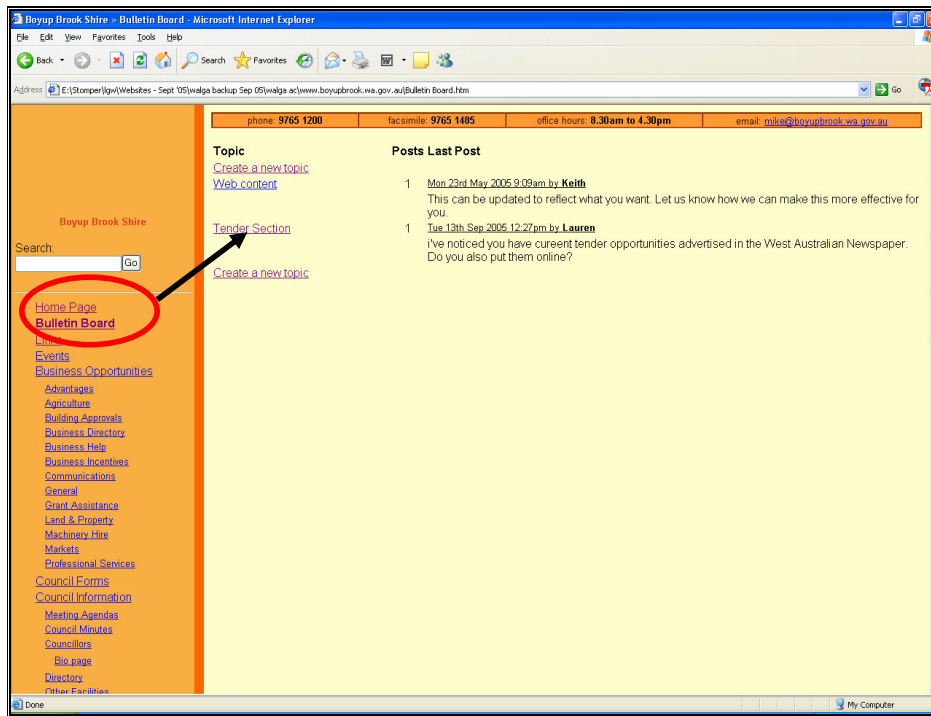 Boyup Brook Shire » Bulletin Board - Microsoft Internet Explorer
File Edit View Favorites Tools Help
Back Search Favorites
Address E:\Stomper\lgw\Websites - Sept '05\walga backup Sep 05\walga ac\www.boyupbrook.wa.gov.au\Bulletin Board.htm Go
phone: 9765 1200 facsimile: 9765 1485 office hours: 8.30am to 4.30pm email: mike@boyupbrook.wa.gov.au
Boyup Brook Shire
Search:
Go
Home Page
Bulletin Board
Links
Events
Business Opportunities
Advantages
Agriculture
Building Approvals
Business Directory
Business Help
Business Incentives
Communications
General
Grant Assistance
Land & Property
Machinery Hire
Markets
Professional Services
Council Forms
Council Information
Meeting Agendas
Council Minutes
Councillors
Bio page
Directory
Other Facilities
Topic Posts Last Post
Create a new topic
Web content 1 Mon 23rd May 2005 9:09am by Keith
This can be updated to reflect what you want. Let us know how we can make this more effective for
you.
Tender Section 1 Tue 13th Sep 2005 12:27pm by Lauren
i've noticed you have cureent tender opportunities advertised in the West Australian Newspaper.
Do you also put them online?
Create a new topic
Done My Computer